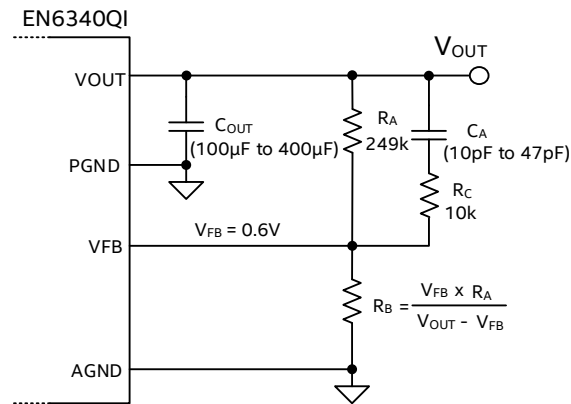 EN6340QI
VOUT
VOUT
COUT
(100µF to 400µF)
RA
249k
CA
(10pF to 47pF)
PGND
RC
10k
VFB
VFB = 0.6V
RB = VFB x RA
VOUT - VFB
AGND